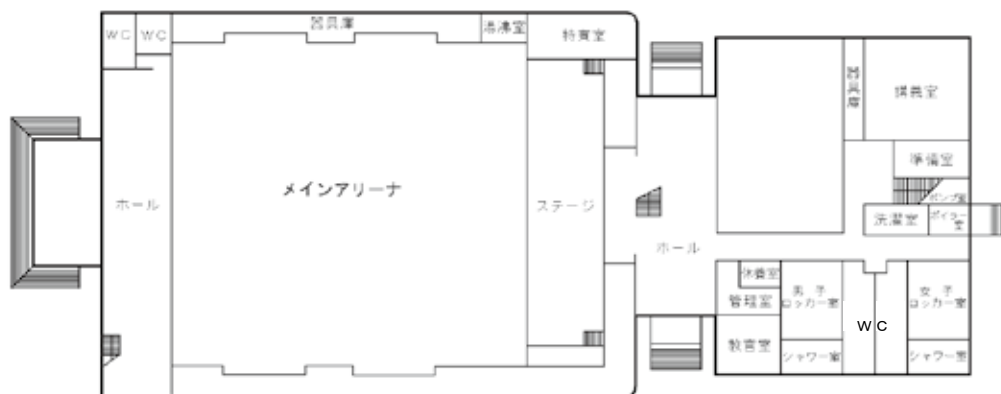 WC
WC
器具庫
湯沸室
特賓室
器具庫
講義室
準備室
ポンプ室
洗濯室
ボイラー
室
メインアリーナ
ホール
ステージ
ホール
休養室
管理室
教官室
男子
ロッカー室
シャワー室
WC
女子
ロッカー室
シャワー室